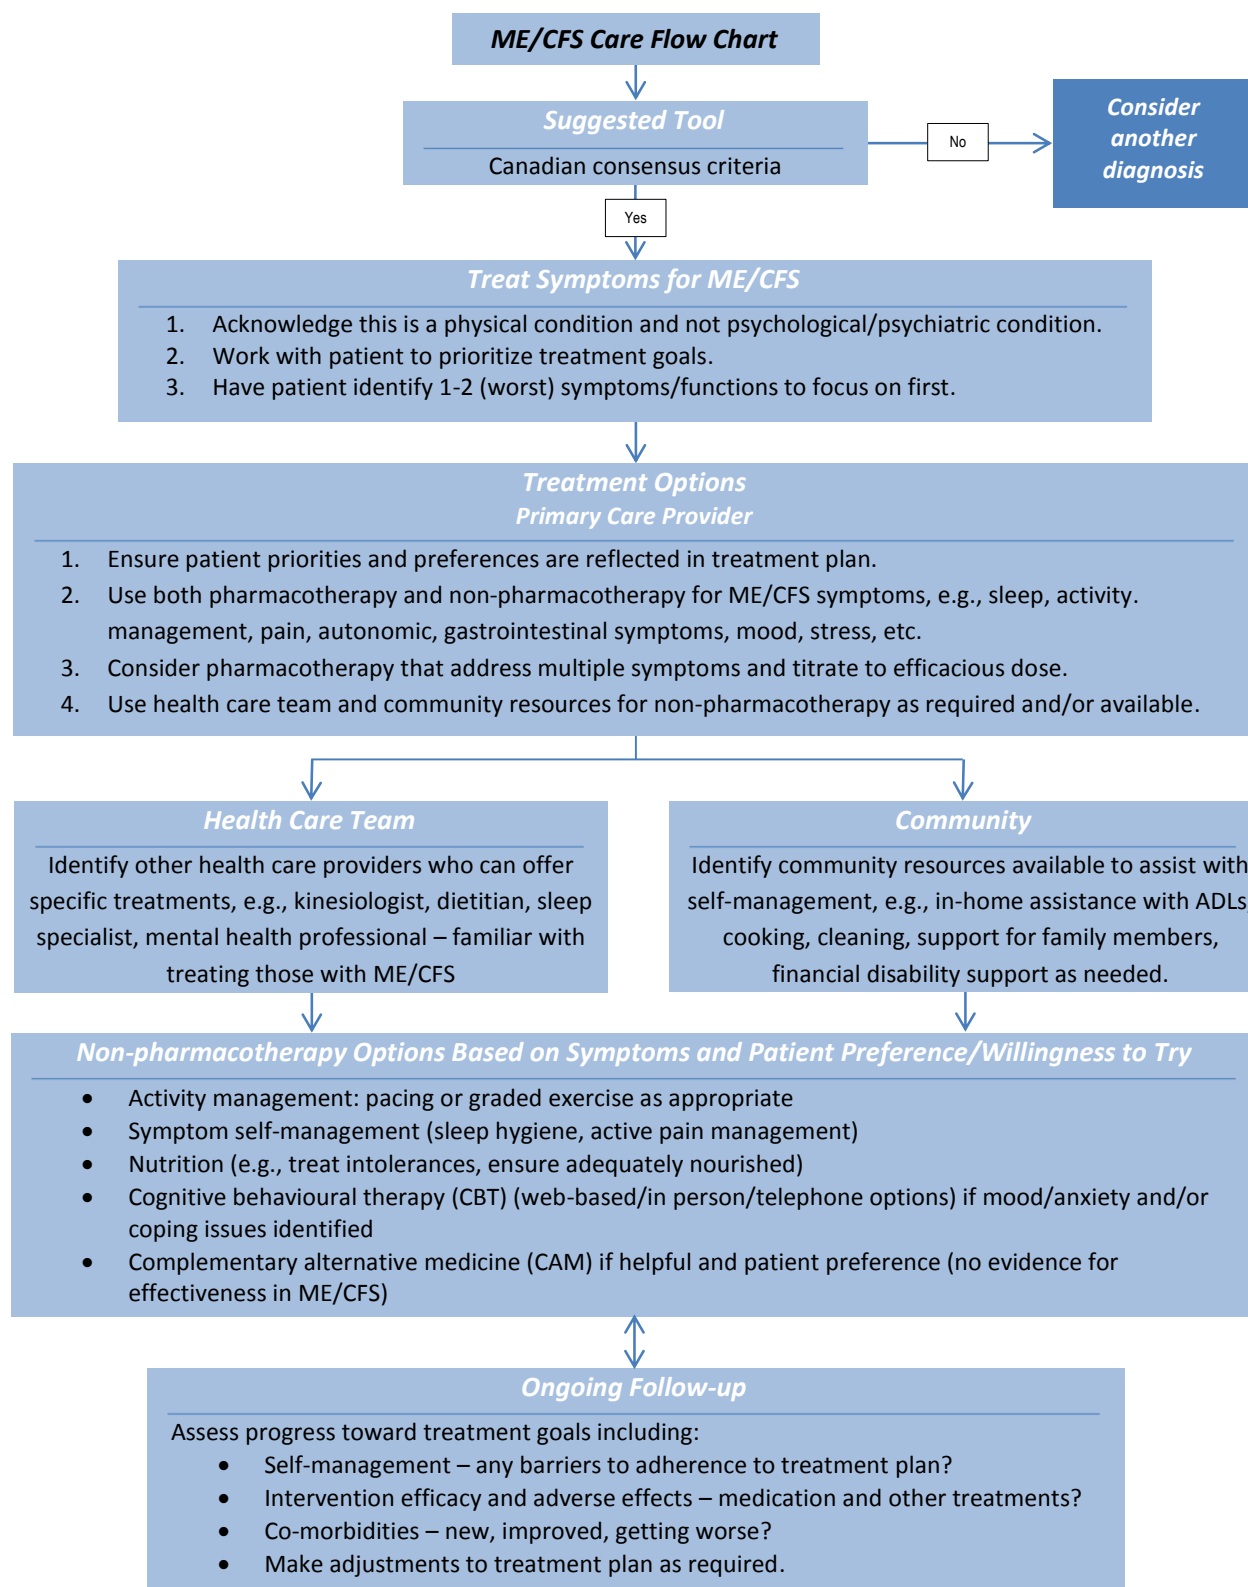 ME/CFS Care Flow Chart
Suggested Tool
Canadian consensus criteria
No
Consider
another
diagnosis
Yes
Treat Symptoms for ME/CFS
1. Acknowledge this is a physical condition and not psychological/psychiatric condition.
2. Work with patient to prioritize treatment goals.
3. Have patient identify 1-2 (worst) symptoms/functions to focus on first.
Treatment Options
Primary Care Provider
1. Ensure patient priorities and preferences are reflected in treatment plan.
2. Use both pharmacotherapy and non-pharmacotherapy for ME/CFS symptoms, e.g., sleep, activity.
management, pain, autonomic, gastrointestinal symptoms, mood, stress, etc.
3. Consider pharmacotherapy that address multiple symptoms and titrate to efficacious dose.
4. Use health care team and community resources for non-pharmacotherapy as required and/or available.
Health Care Team
Identify other health care providers who can offer
specific treatments, e.g., kinesiologist, dietitian, sleep
specialist, mental health professional – familiar with
treating those with ME/CFS
Community
Identify community resources available to assist with
self-management, e.g., in-home assistance with ADLs,
cooking, cleaning, support for family members,
financial disability support as needed.
Non-pharmacotherapy Options Based on Symptoms and Patient Preference/Willingness to Try
• Activity management: pacing or graded exercise as appropriate
• Symptom self-management (sleep hygiene, active pain management)
• Nutrition (e.g., treat intolerances, ensure adequately nourished)
• Cognitive behavioural therapy (CBT) (web-based/in person/telephone options) if mood/anxiety and/or
coping issues identified
• Complementary alternative medicine (CAM) if helpful and patient preference (no evidence for
effectiveness in ME/CFS)
Ongoing Follow-up
Assess progress toward treatment goals including:
• Self-management – any barriers to adherence to treatment plan?
• Intervention efficacy and adverse effects – medication and other treatments?
• Co-morbidities – new, improved, getting worse?
• Make adjustments to treatment plan as required.